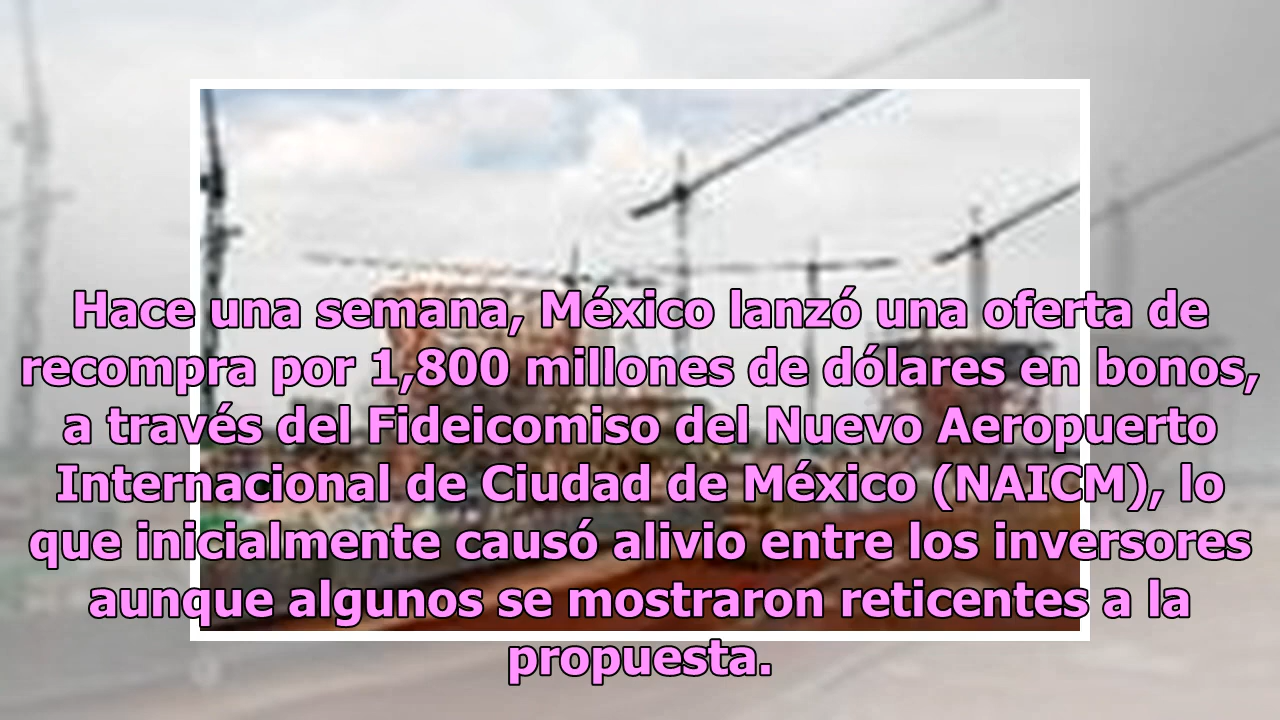 Hace una semana, México lanzó una oferta de
recompra por 1,800 millones de dólares en bonos,
a través del Fideicomiso del Nuevo Aeropuerto
Internacional de Ciudad de México (NAICM), lo
que inicialmente causó alivio entre los inversores
aunque algunos se mostraron reticentes a la
propuesta.